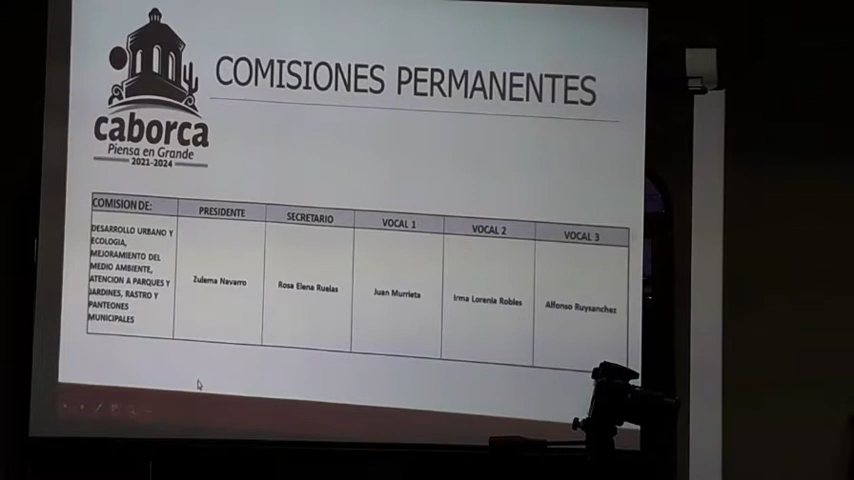 COMISIONES PERMANENTES
caborca
Piensa en Grande
2021-2024
COMISION DE:
PRESIDENTE
SECRETARIO
VOCAL 1
VOCAL 2
VOCAL 3
DESARROLLO URBANO Y
ECOLOGIA,
MEJORAMIENTO DEL
MEDIO AMBIENTE,
ATENCION A PARQUES Y
JARDINES, RASTRO Y
PANTEONES
MUNICIPALES
Zulema Navarro
Rosa Elena Ruelas
Juan Murrieta
Irma Lorenia Robles
Alfonso Ruysanchez